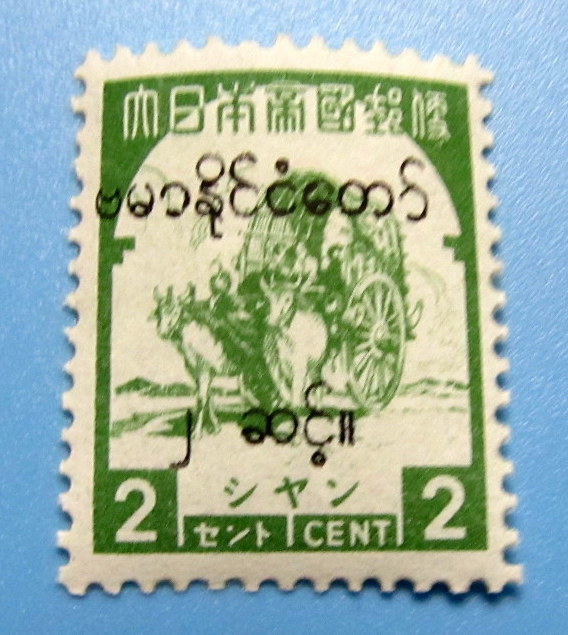 大日本帝國郵便
ဗမာနိုင်ငံတော်
၂ ဆင့်။
シヤン
2 セント CENT 2